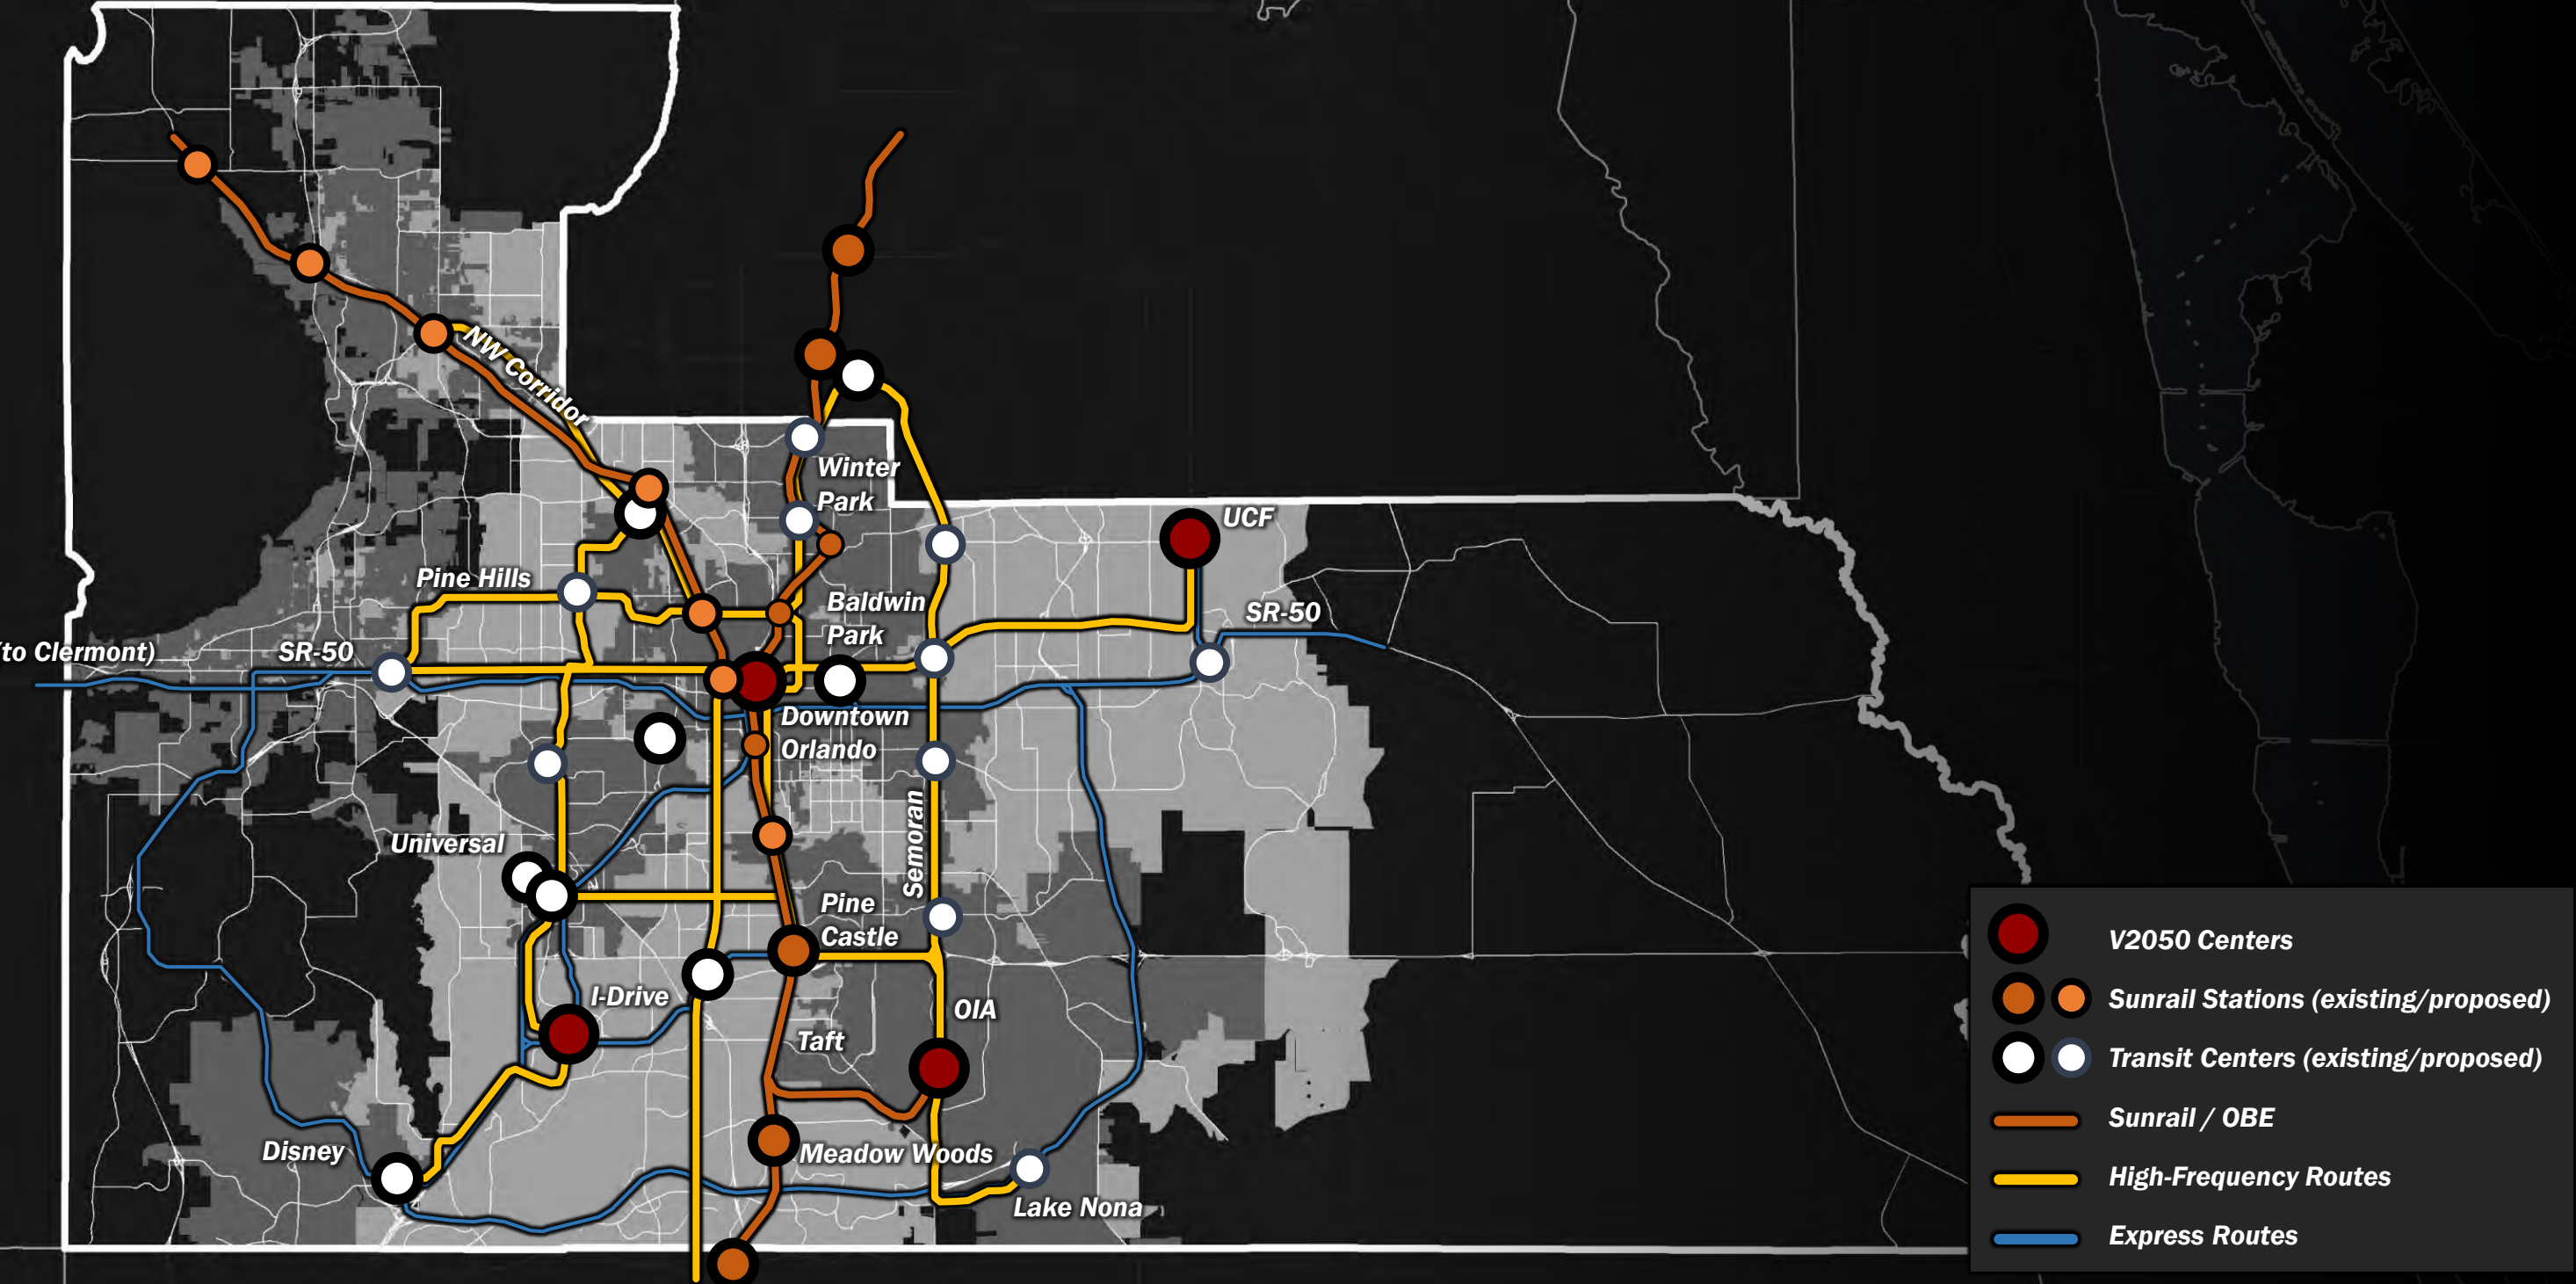 NW Corridor
Winter
Park
UCF
Pine Hills
Baldwin
Park
SR-50
(to Clermont)
SR-50
Downtown
Orlando
Universal
Semoran
Pine
Castle
I-Drive
OIA
Taft
Disney
Meadow Woods
Lake Nona
V2050 Centers
Sunrail Stations (existing/proposed)
Transit Centers (existing/proposed)
Sunrail / OBE
High-Frequency Routes
Express Routes